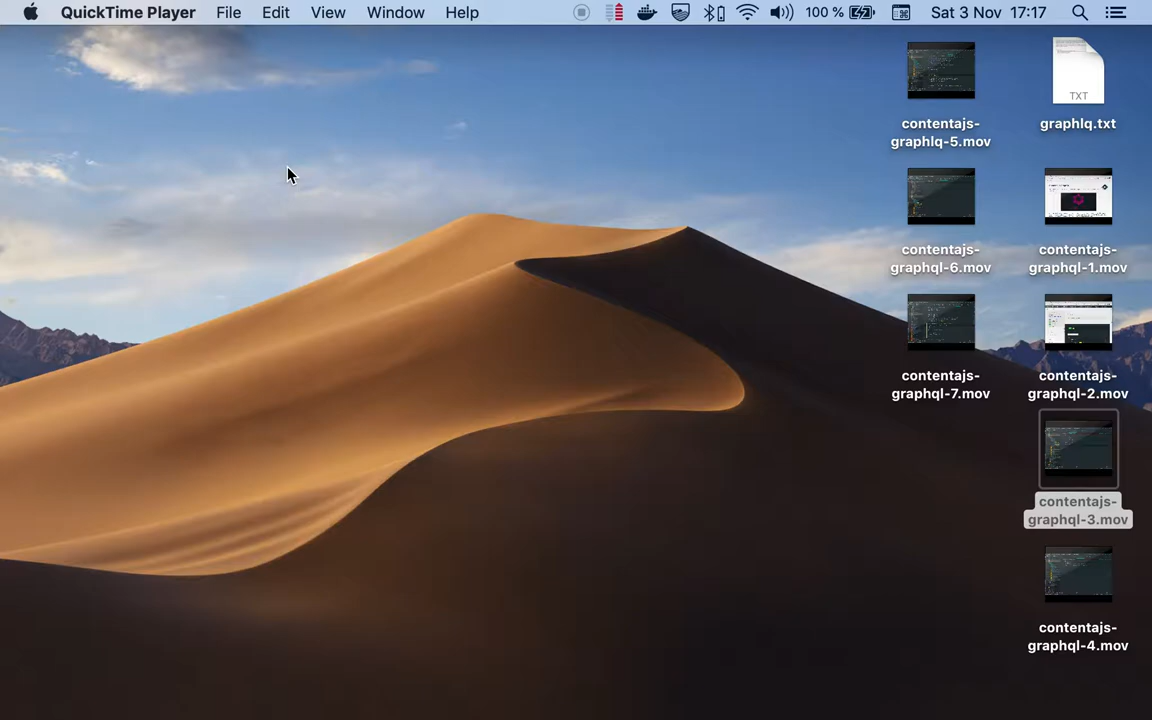 QuickTime Player File Edit View Window Help 100 % Sat 3 Nov 17:17
contentajs-
graphlq-5.mov
TXT
graphlq.txt
contentajs-
graphql-6.mov
contentajs-
graphql-1.mov
contentajs-
graphql-7.mov
contentajs-
graphql-2.mov
contentajs-
graphql-3.mov
contentajs-
graphql-4.mov